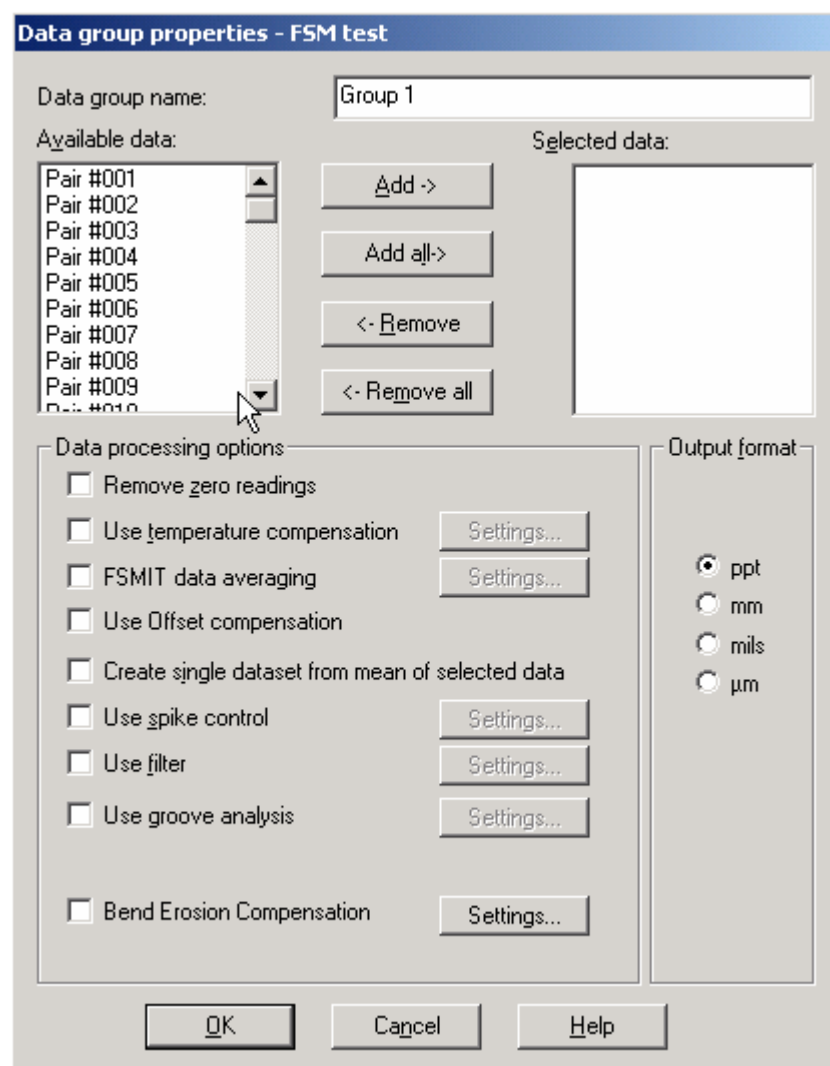 Data group properties - FSM test
Data group name:
Group 1
Available data:
Selected data:
Pair #001
Pair #002
Pair #003
Pair #004
Pair #005
Pair #006
Pair #007
Pair #008
Pair #009
Pair #010
Add ->
Add all->
<- Remove
<- Remove all
Data processing options
Remove zero readings
Use temperature compensation
Settings...
FSMIT data averaging
Settings...
Use Offset compensation
Create single dataset from mean of selected data
Use spike control
Settings...
Use filter
Settings...
Use groove analysis
Settings...
Bend Erosion Compensation
Settings...
Output format
ppt
mm
mils
µm
OK
Cancel
Help